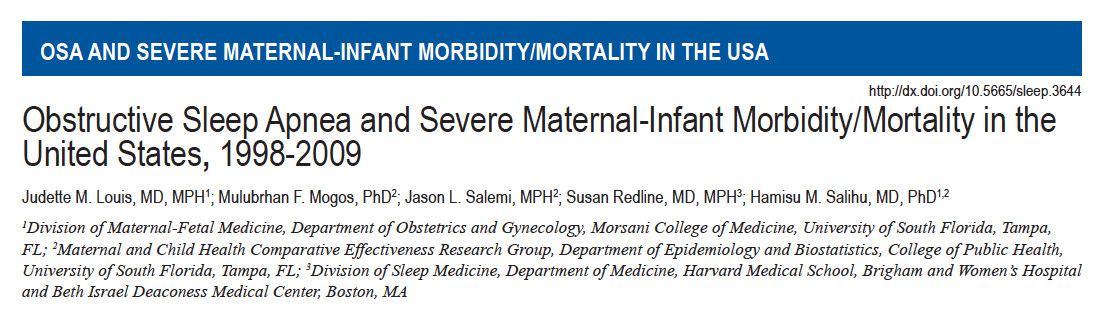 OSA AND SEVERE MATERNAL-INFANT MORBIDITY/MORTALITY IN THE USA
http://dx.doi.org/10.5665/sleep.3644
Obstructive Sleep Apnea and Severe Maternal-Infant Morbidity/Mortality in the
United States, 1998-2009
Judette M. Louis, MD, MPH1; Mulubrhan F. Mogos, PhD2; Jason L. Salemi, MPH2; Susan Redline, MD, MPH3; Hamisu M. Salihu, MD, PhD1,2
1Division of Maternal-Fetal Medicine, Department of Obstetrics and Gynecology, Morsani College of Medicine, University of South Florida, Tampa,
FL; 2Maternal and Child Health Comparative Effectiveness Research Group, Department of Epidemiology and Biostatistics, College of Public Health,
University of South Florida, Tampa, FL; 3Division of Sleep Medicine, Department of Medicine, Harvard Medical School, Brigham and Women's Hospital
and Beth Israel Deaconess Medical Center, Boston, MA